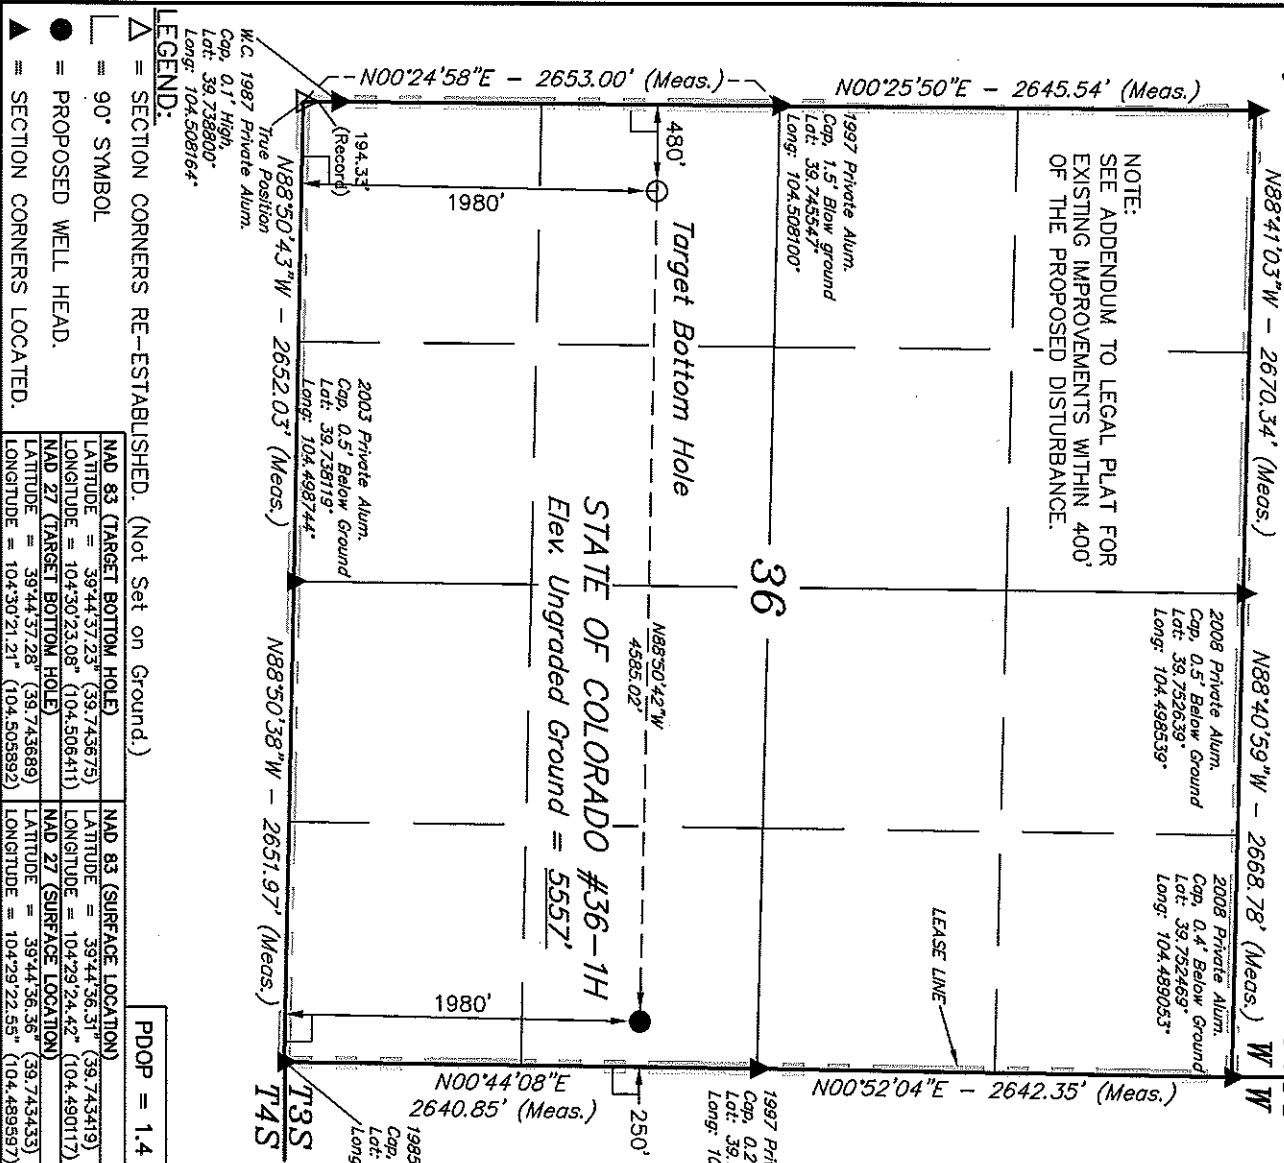 N88°41'03"W - 2670.34' (Meas.)
N88°40'59"W - 2668.78' (Meas.)
W
W
N00°25'50"E - 2645.54' (Meas.)
N00°24'58"E - 2653.00' (Meas.)
NOTE:
SEE ADDENDUM TO LEGAL PLAT FOR
EXISTING IMPROVEMENTS WITHIN 400'
OF THE PROPOSED DISTURBANCE.
2008 Private Alum.
Cap, 0.5' Below Ground
Lat: 39.752639°
Long: 104.498539°
2008 Private Alum.
Cap, 0.4' Below Ground
Lat: 39.752469°
Long: 104.489053°
1997 Private Alum.
Cap, 1.5' Blow ground
Lat: 39.745547°
Long: 104.508100°
LEASE LINE
36
480'
Target Bottom Hole
1980'
N88°50'42"W
4585.02'
STATE OF COLORADO #36-1H
Elev. Ungraded Ground = 5557'
1980'
250'
N00°52'04"E - 2642.35' (Meas.)
N00°44'08"E
2640.85' (Meas.)
1997 Pri
Cap, 0.2
Lat: 39.
Long: 10
194.33'
(Record)
True Position
W.C. 1987 Private Alum.
Cap, 0.1' High,
Lat: 39.738800°
Long: 104.508164°
2003 Private Alum.
Cap, 0.5' Below Ground
Lat: 39.738119°
Long: 104.498744°
N88°50'43"W - 2652.03' (Meas.)
N88°50'38"W - 2651.97' (Meas.)
T3S
T4S
1985
Cap,
Lat:
Long
LEGEND:
= SECTION CORNERS RE-ESTABLISHED. (Not Set on Ground.)
= 90° SYMBOL
= PROPOSED WELL HEAD.
= SECTION CORNERS LOCATED.
PDOP = 1.4
NAD 83 (TARGET BOTTOM HOLE)
LATITUDE = 39°44'37.23" (39.743675)
LONGITUDE = 104°30'23.08" (104.506411)
NAD 27 (TARGET BOTTOM HOLE)
LATITUDE = 39°44'37.28" (39.743689)
LONGITUDE = 104°30'21.21" (104.505892)
NAD 83 (SURFACE LOCATION)
LATITUDE = 39°44'36.31" (39.743419)
LONGITUDE = 104°29'24.42" (104.490117)
NAD 27 (SURFACE LOCATION)
LATITUDE = 39°44'36.36" (39.743433)
LONGITUDE = 104°29'22.55" (104.489597)